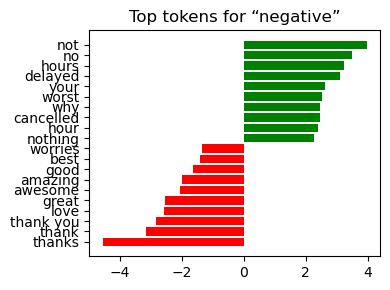 Top tokens for “negative”
not
no
hours
delayed
your
worst
why
cancelled
hour
nothing
worries
best
good
amazing
awesome
great
love
thank you
thank
thanks
−4 −2 0 2 4